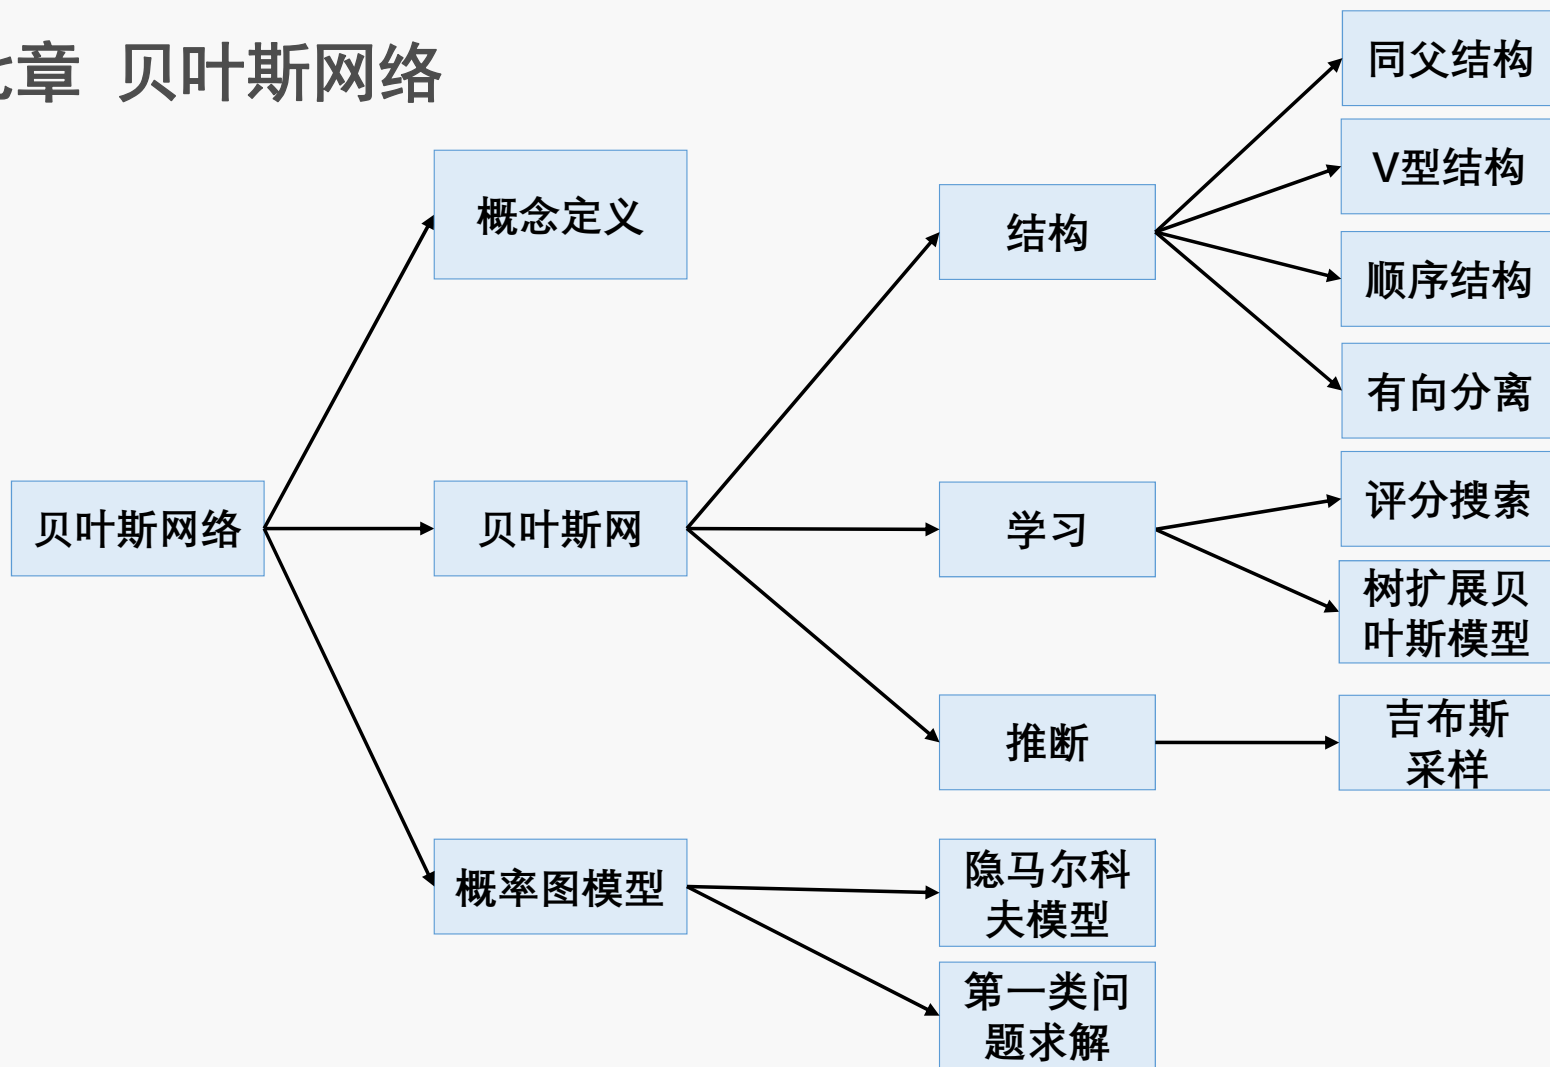 章 贝叶斯网络
同父结构
V型结构
概念定义
结构
顺序结构
有向分离
贝叶斯网络
贝叶斯网
学习
评分搜索
树扩展贝
叶斯模型
推断
吉布斯
采样
概率图模型
隐马尔科
夫模型
第一类问
题求解